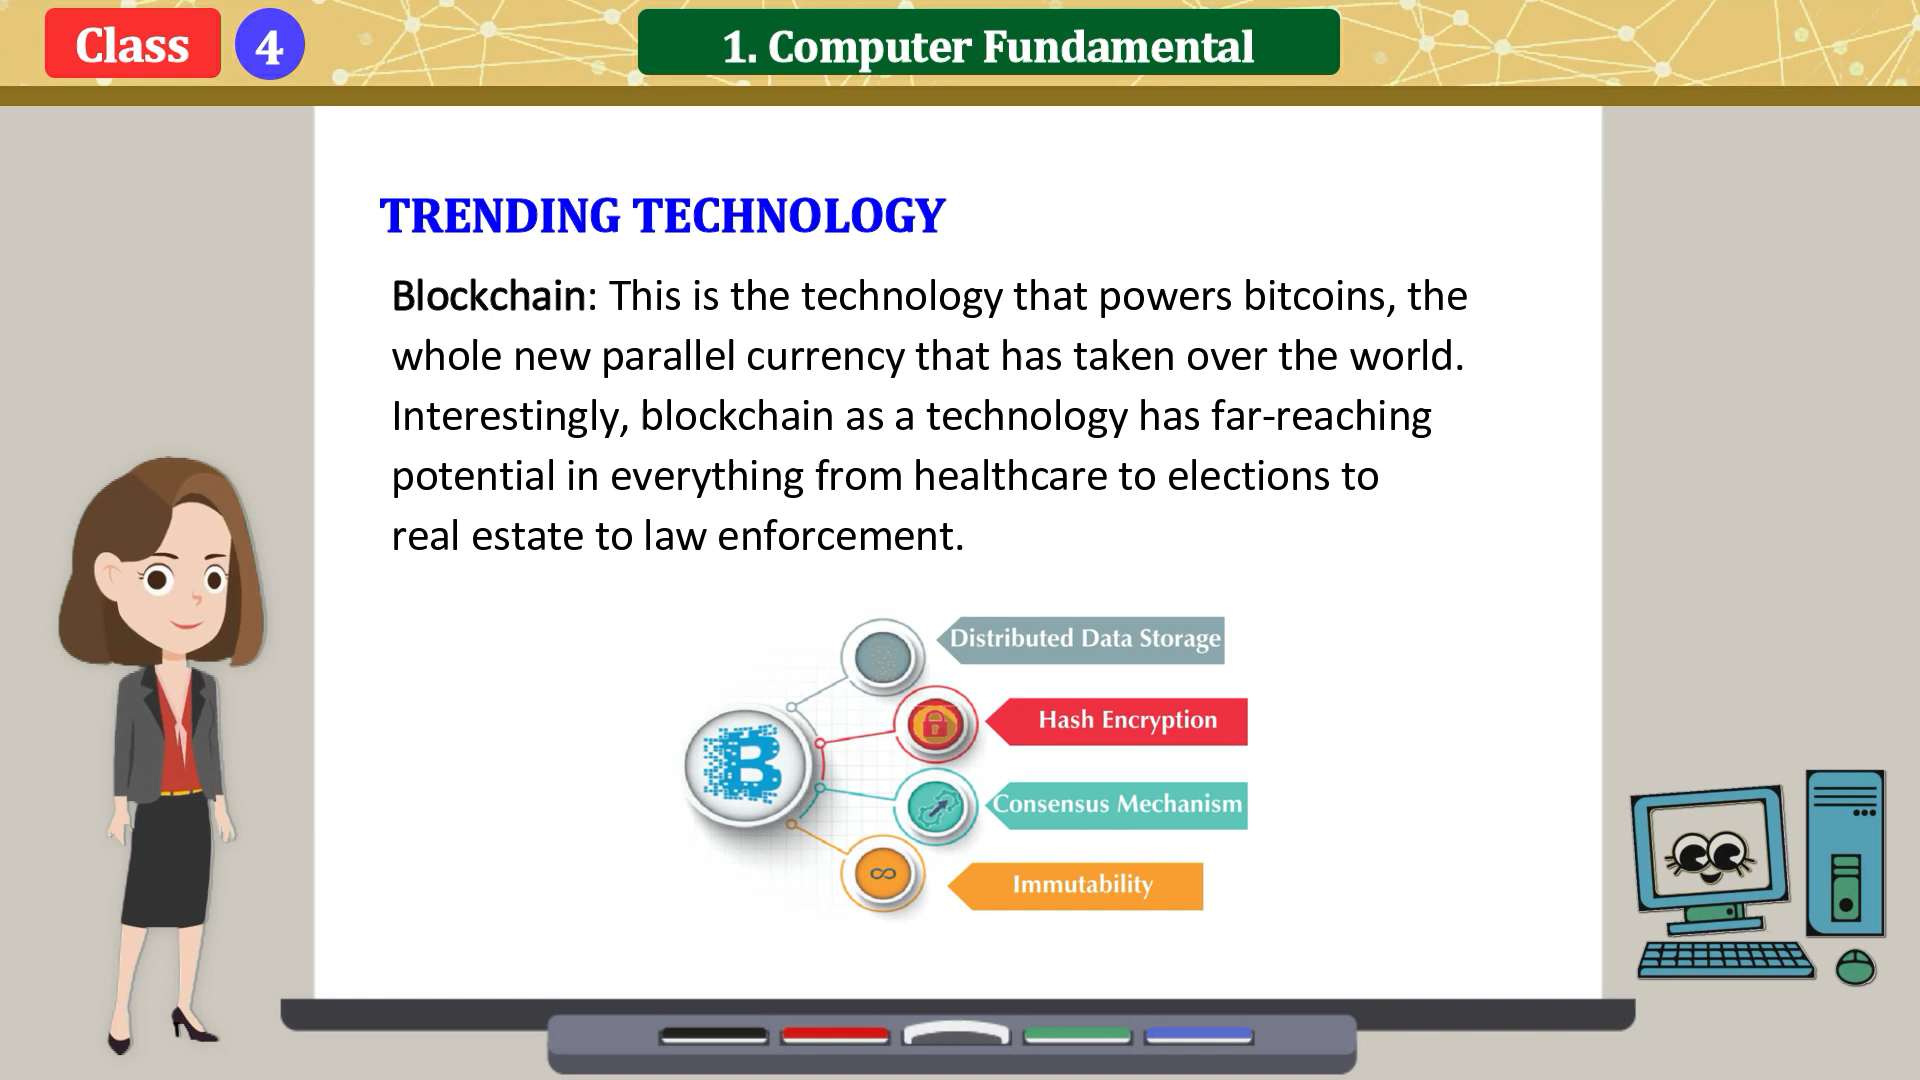 Class 4
1. Computer Fundamental
TRENDING TECHNOLOGY
Blockchain: This is the technology that powers bitcoins, the
whole new parallel currency that has taken over the world.
Interestingly, blockchain as a technology has far-reaching
potential in everything from healthcare to elections to
real estate to law enforcement.
Distributed Data Storage
Hash Encryption
B
Consensus Mechanism
Immutability